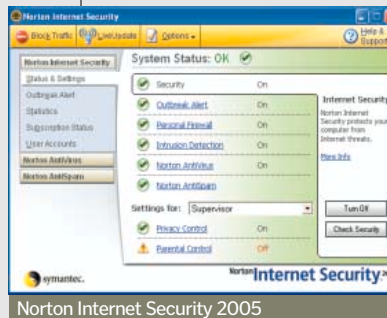 Norton Internet Security
Block Traffic
LiveUpdate
Options
Help & Support
Norton Internet Security
Status & Settings
Outbreak Alert
Statistics
Subscription Status
User Accounts
Norton AntiVirus
Norton AntiSpam
System Status: OK
Security On
Outbreak Alert On
Personal Firewall On
Intrusion Detection On
Norton AntiVirus On
Norton AntiSpam
Settings for: Supervisor
Privacy Control On
Parental Control Off
Internet Security
Norton Internet
Security protects your
computer from
Internet threats.
More Info
Turn Off
Check Security
symantec.
Norton Internet Security
Norton Internet Security 2005